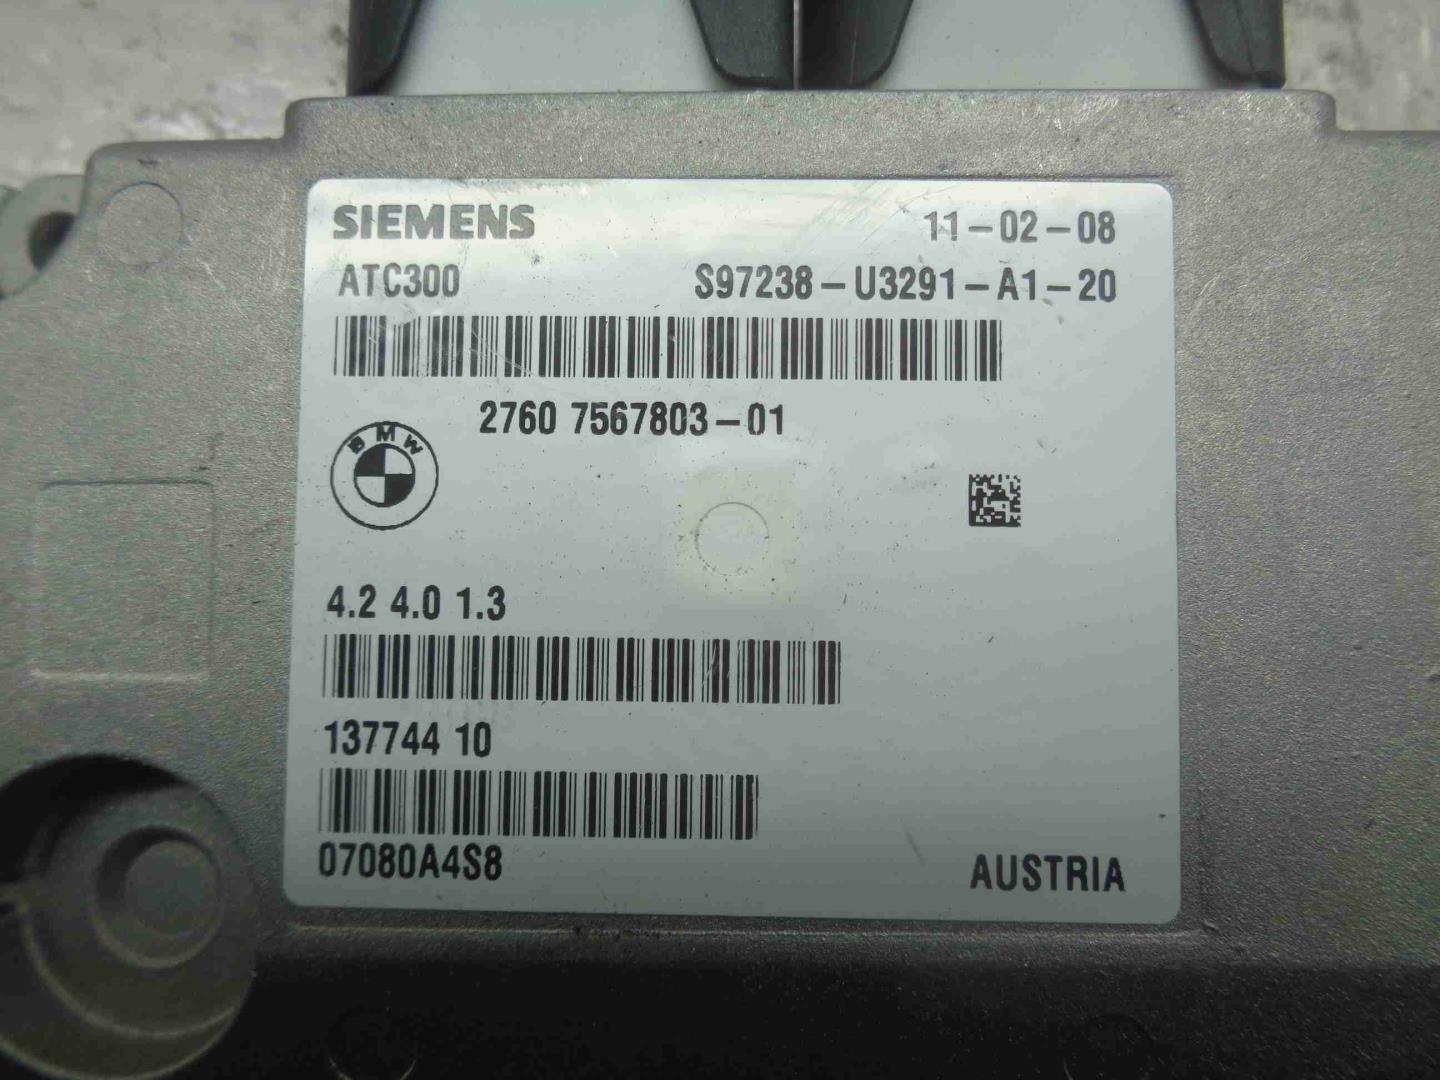 SIEMENS 11-02-08
ATC300 S97238-U3291-A1-20
2760 7567803-01
BMW
4.2 4.0 1.3
137744 10
07080A4S8 AUSTRIA